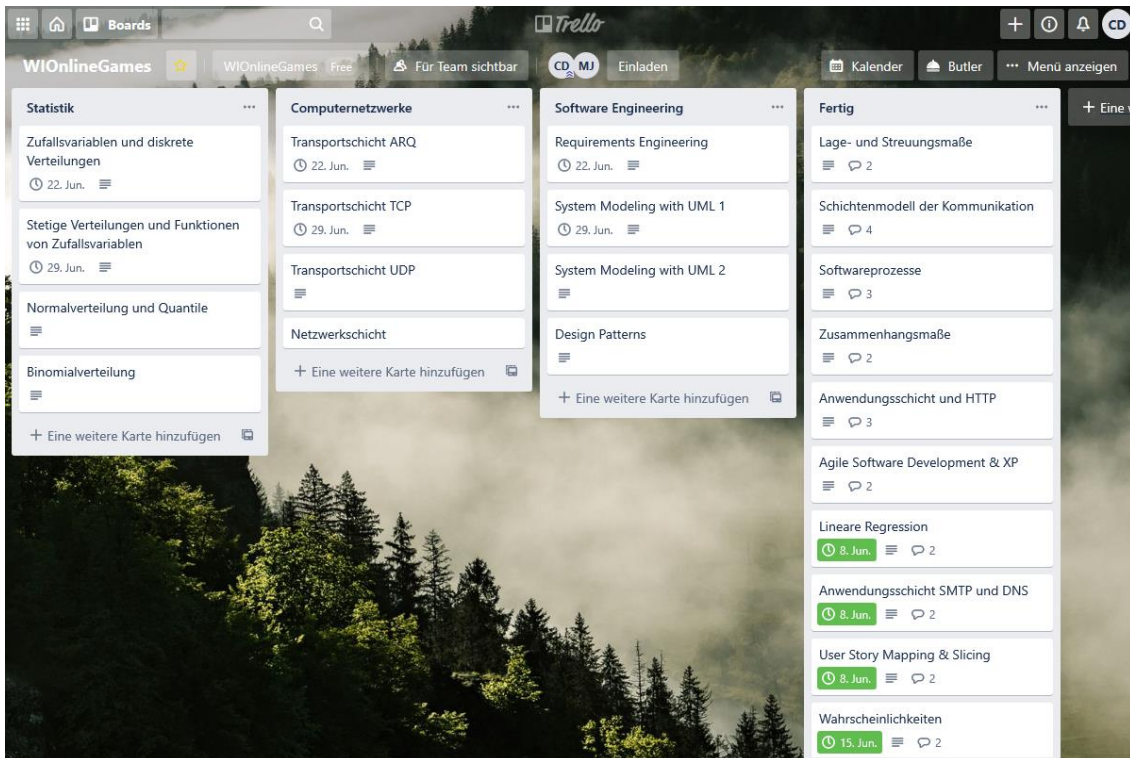 Boards
Trello
CD
WIOnlineGames
WIOnlineGames Free
Für Team sichtbar
CD MJ
Einladen
Kalender
Butler
Menü anzeigen
Statistik
Zufallsvariablen und diskrete
Verteilungen
22. Jun.
Stetige Verteilungen und Funktionen
von Zufallsvariablen
29. Jun.
Normalverteilung und Quantile
Binomialverteilung
+ Eine weitere Karte hinzufügen
Computernetzwerke
Transportschicht ARQ
22. Jun.
Transportschicht TCP
29. Jun.
Transportschicht UDP
Netzwerkschicht
+ Eine weitere Karte hinzufügen
Software Engineering
Requirements Engineering
22. Jun.
System Modeling with UML 1
29. Jun.
System Modeling with UML 2
Design Patterns
+ Eine weitere Karte hinzufügen
Fertig
Lage- und Streuungsmaße
2
Schichtenmodell der Kommunikation
4
Softwareprozesse
3
Zusammenhangsmaße
2
Anwendungsschicht und HTTP
3
Agile Software Development & XP
2
Lineare Regression
8. Jun. 2
Anwendungsschicht SMTP und DNS
8. Jun. 2
User Story Mapping & Slicing
8. Jun. 2
Wahrscheinlichkeiten
15. Jun. 2
+ Eine